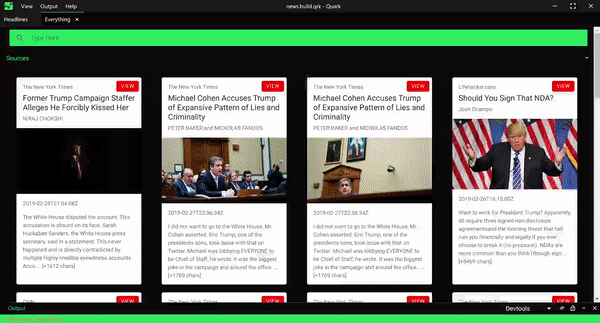 View Output Help news.build.qrk - Quark
Headlines Everything ×
Type Here
Sources
The New York Times VIEW
Former Trump Campaign Staffer
Alleges He Forcibly Kissed Her
NIRAJ CHOKSHI
2019-02-25T21:04:08Z
The White House disputed the account. This
accusation is absurd on its face, Sarah
Huckabee Sanders, the White House press
secretary, said in a statement. This never
happened and is directly contradicted by
multiple highly credible eyewitness accounts.
Aoco... [+1612 chars]
The New York Times VIEW
Michael Cohen Accuses Trump
of Expansive Pattern of Lies and
Criminality
PETER BAKER and NICHOLAS FANDOS
2019-02-27T22:06:34Z
I did not want to go to the White House, Mr.
Cohen asserted. Eric Trump, one of the
presidents sons, took issue with that on
Twitter. Michael was lobbying EVERYONE to
be Chief of Staff, he wrote. It was the biggest
joke in the campaign and around the office. ...
[+1769 chars]
The New York Times VIEW
Michael Cohen Accuses Trump
of Expansive Pattern of Lies and
Criminality
PETER BAKER and NICHOLAS FANDOS
2019-02-27T22:06:34Z
I did not want to go to the White House, Mr.
Cohen asserted. Eric Trump, one of the
presidents sons, took issue with that on
Twitter. Michael was lobbying EVERYONE to
be Chief of Staff, he wrote. It was the biggest
joke in the campaign and around the office. ...
[+1769 chars]
Lifehacker.com VIEW
Should You Sign That NDA?
Josh Ocampo
2019-02-26T16:15:00Z
Want to work for President Trump? Apparently,
itll require three signed non-disclosure
agreementsand the looming threat that hell
run you financially and legally if you ever
choose to break it (no pressure). NDAs are
more common than you think (though sign...
[+5469 chars]
CNN VIEW
The New York Times VIEW
The New York Times VIEW
The New York Times VIEW
Output Devtools